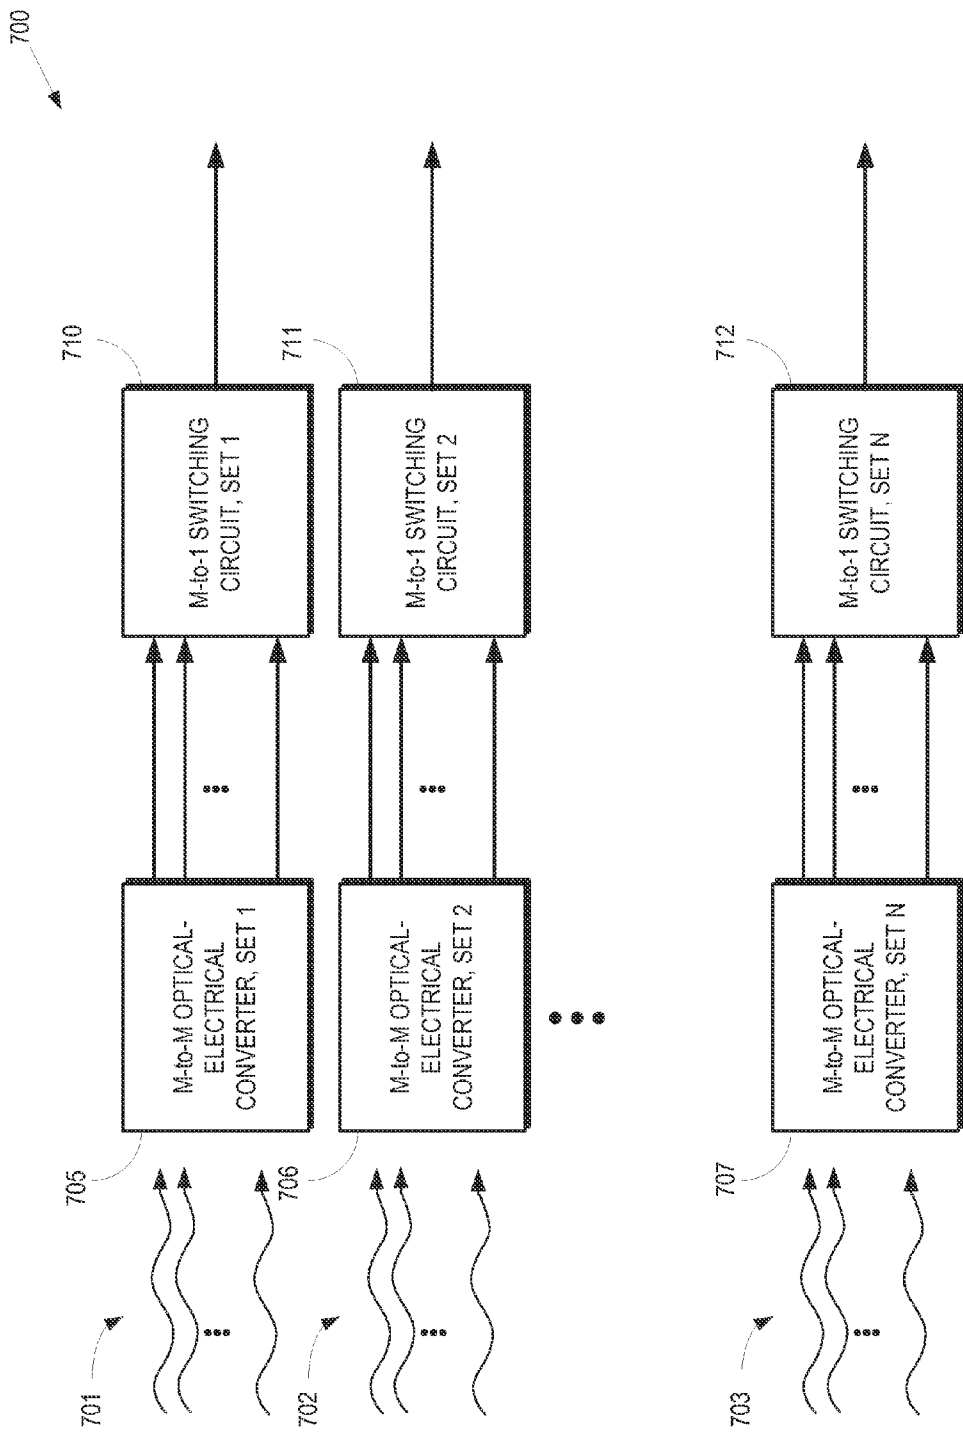 700
710
M-to-1 SWITCHING
CIRCUIT, SET 1
711
M-to-1 SWITCHING
CIRCUIT, SET 2
712
M-to-1 SWITCHING
CIRCUIT, SET N
705
M-to-M OPTICAL-
ELECTRICAL
CONVERTER, SET 1
706
M-to-M OPTICAL-
ELECTRICAL
CONVERTER, SET 2
707
M-to-M OPTICAL-
ELECTRICAL
CONVERTER, SET N
701
702
703